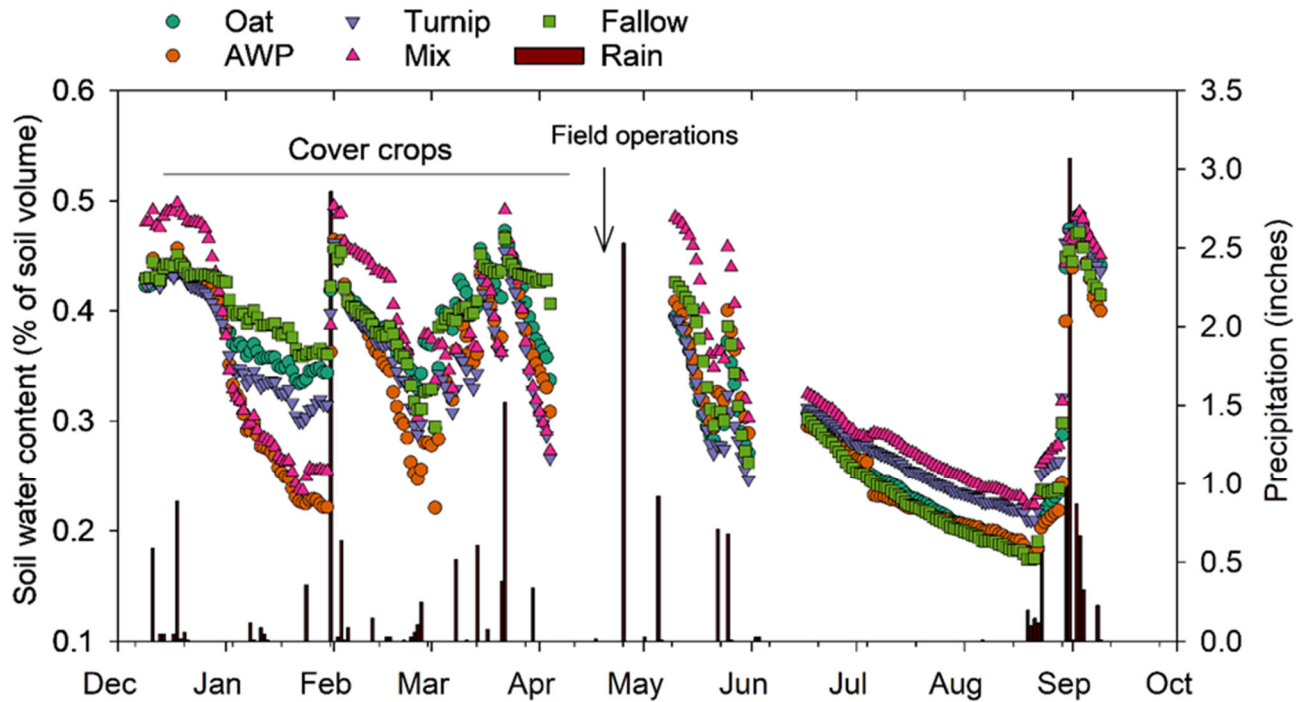 Oat Turnip Fallow
AWP Mix Rain
Soil water content (% of soil volume)
0.6
0.5
0.4
0.3
0.2
0.1
Cover crops
Field operations
3.5
3.0
2.5
2.0
1.5
1.0
0.5
0.0
Precipitation (inches)
Dec Jan Feb Mar Apr May Jun Jul Aug Sep Oct